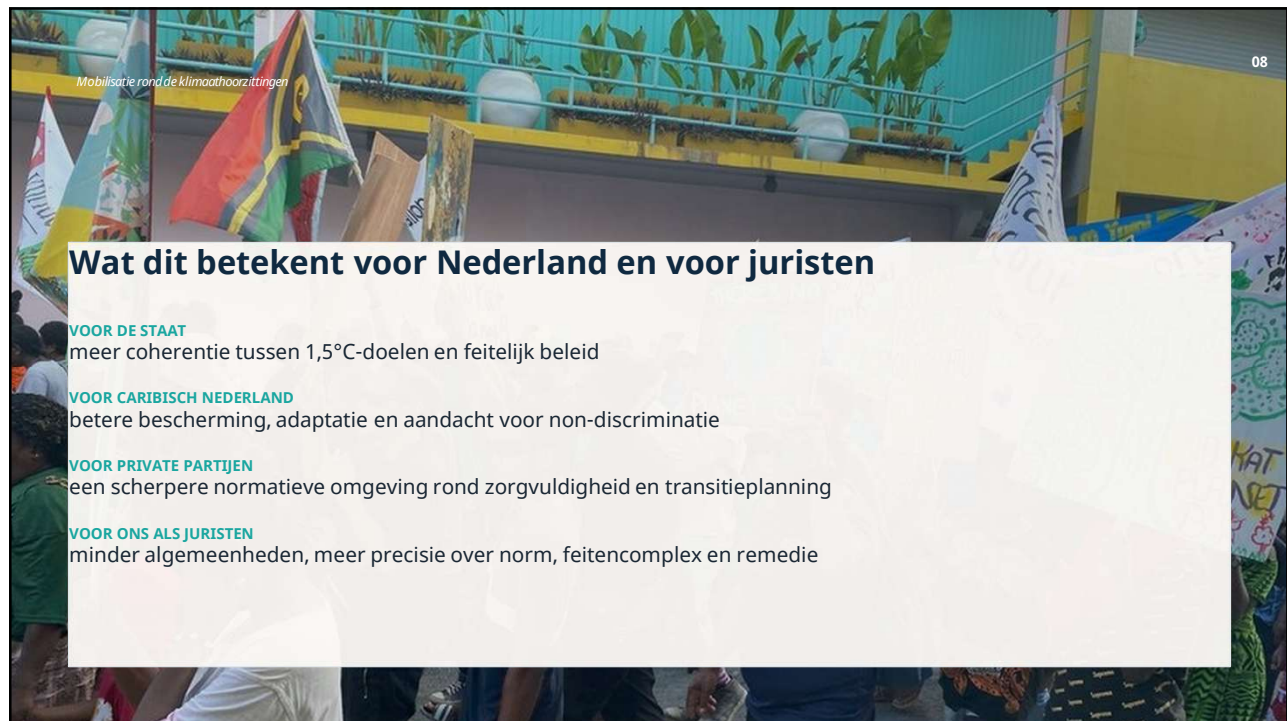 08
Mobilisatie rond de klimaathoorzittingen
Wat dit betekent voor Nederland en voor juristen
VOOR DE STAAT
meer coherentie tussen 1,5°C-doelen en feitelijk beleid
VOOR CARIBISCH NEDERLAND
betere bescherming, adaptatie en aandacht voor non-discriminatie
VOOR PRIVATE PARTIJEN
een scherpere normatieve omgeving rond zorgvuldigheid en transitieplanning
VOOR ONS ALS JURISTEN
minder algemeenheden, meer precisie over norm, feitencomplex en remedie
KAT